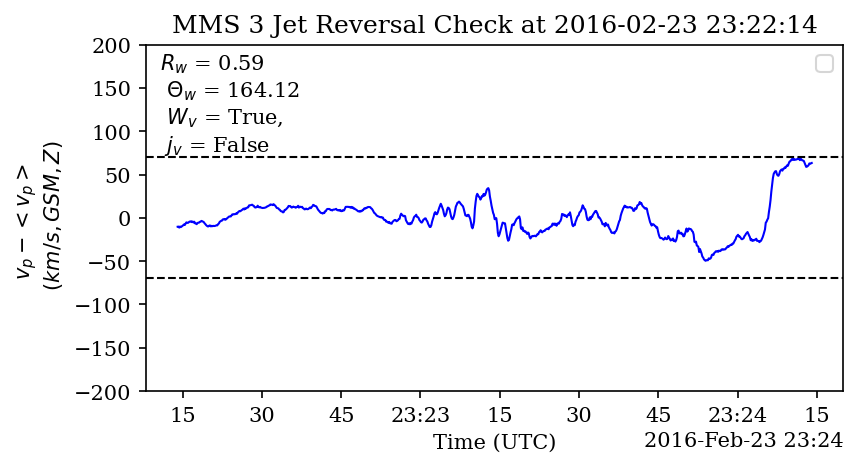 MMS 3 Jet Reversal Check at 2016-02-23 23:22:14
v_p - < v_p >
(km/s, GSM, Z)
200
150
100
50
0
−50
−100
−150
−200
R_w = 0.59
Θ_w = 164.12
W_v = True,
j_v = False
15 30 45 23:23 15 30 45 23:24 15
Time (UTC)
2016-Feb-23 23:24